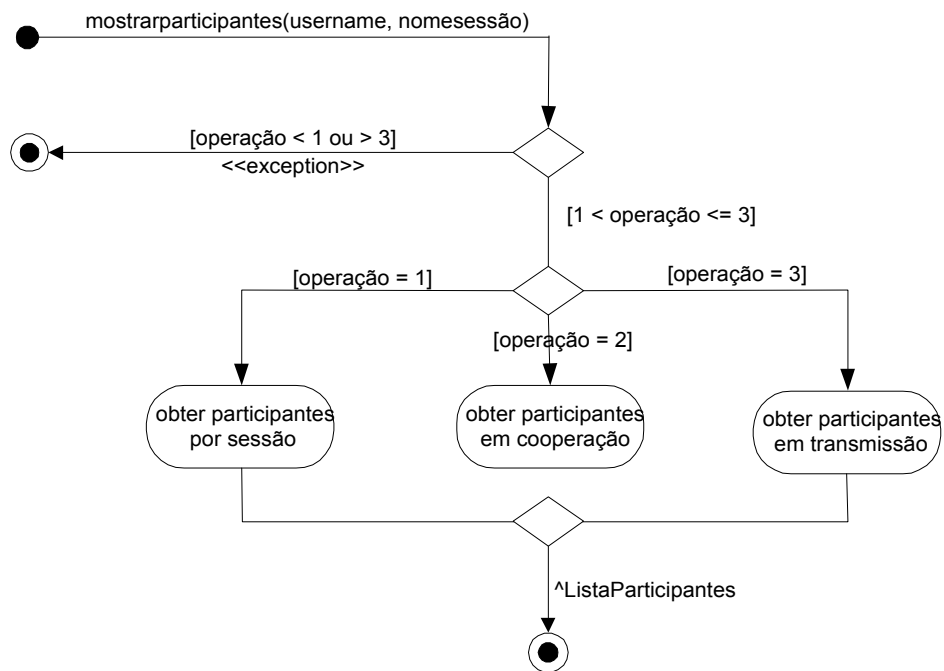 mostrarparticipantes(username, nomesessão)
[operação < 1 ou > 3]
<<exception>>
[1 < operação <= 3]
[operação = 1]
[operação = 3]
[operação = 2]
obter participantes
por sessão
obter participantes
em cooperação
obter participantes
em transmissão
^ListaParticipantes